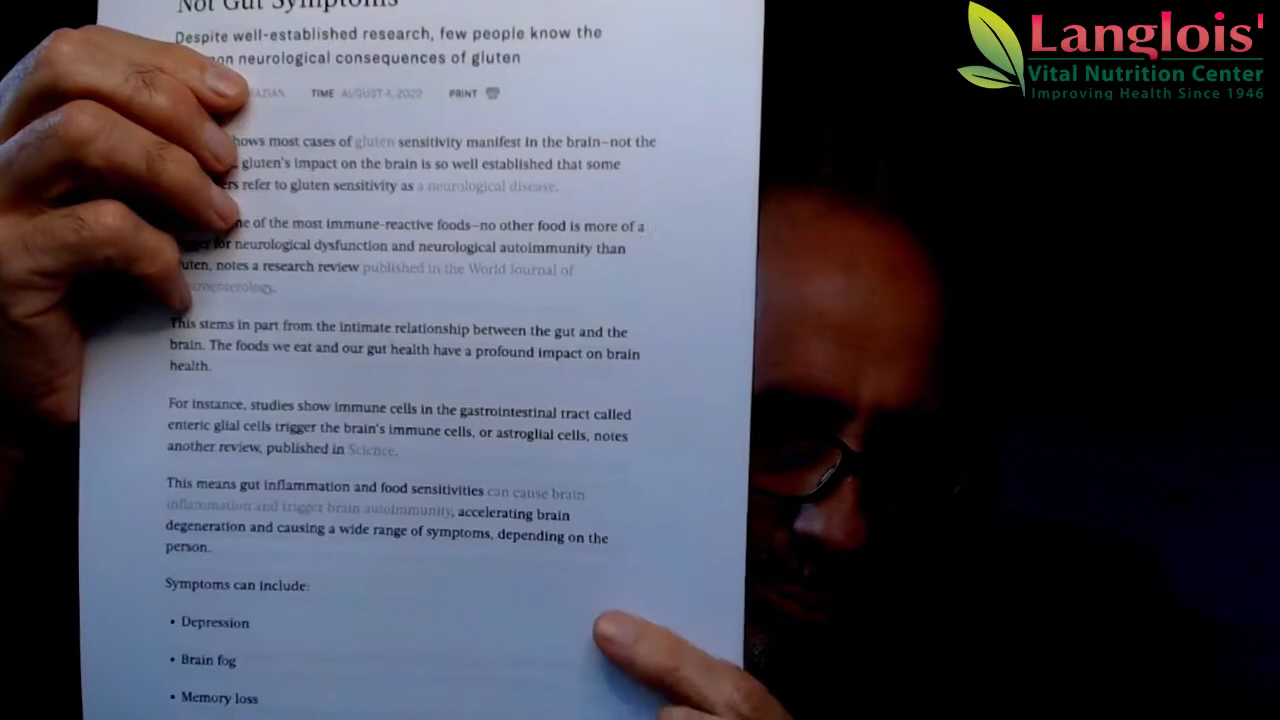 Not Gut Symptoms
Despite well-established research, few people know the
neurological consequences of gluten
TIME AUGUST 4, 2022 PRINT
most cases of gluten sensitivity manifest in the brain–not the
gluten's impact on the brain is so well established that some
refer to gluten sensitivity as a neurological disease.
of the most immune-reactive foods–no other food is more of a
for neurological dysfunction and neurological autoimmunity than
notes a research review published in the World Journal of
This stems in part from the intimate relationship between the gut and the
brain. The foods we eat and our gut health have a profound impact on brain
health.
For instance, studies show immune cells in the gastrointestinal tract called
enteric glial cells trigger the brain's immune cells, or astroglial cells, notes
another review, published in Science.
This means gut inflammation and food sensitivities can cause brain
inflammation and trigger brain autoimmunity, accelerating brain
degeneration and causing a wide range of symptoms, depending on the
person.
Symptoms can include:
• Depression
• Brain fog
• Memory loss
Langlois'
Vital Nutrition Center
Improving Health Since 1946